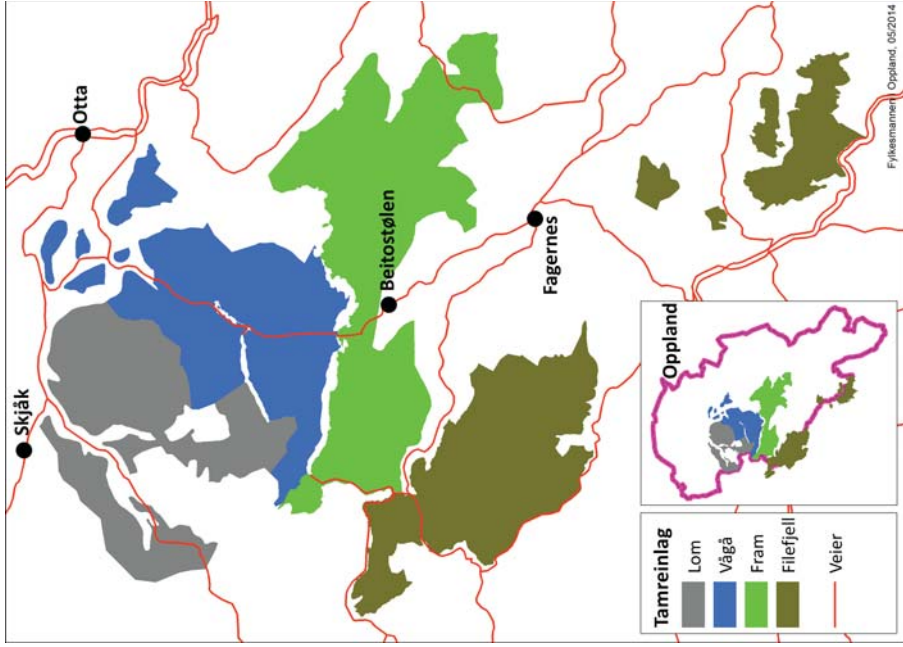 Skjåk
Otta
Beitostølen
Fagernes
Oppland
Tamreinlag
Lom
Vågå
Fram
Filefjell
Veier
Fylkesmannen i Oppland, 05/2014